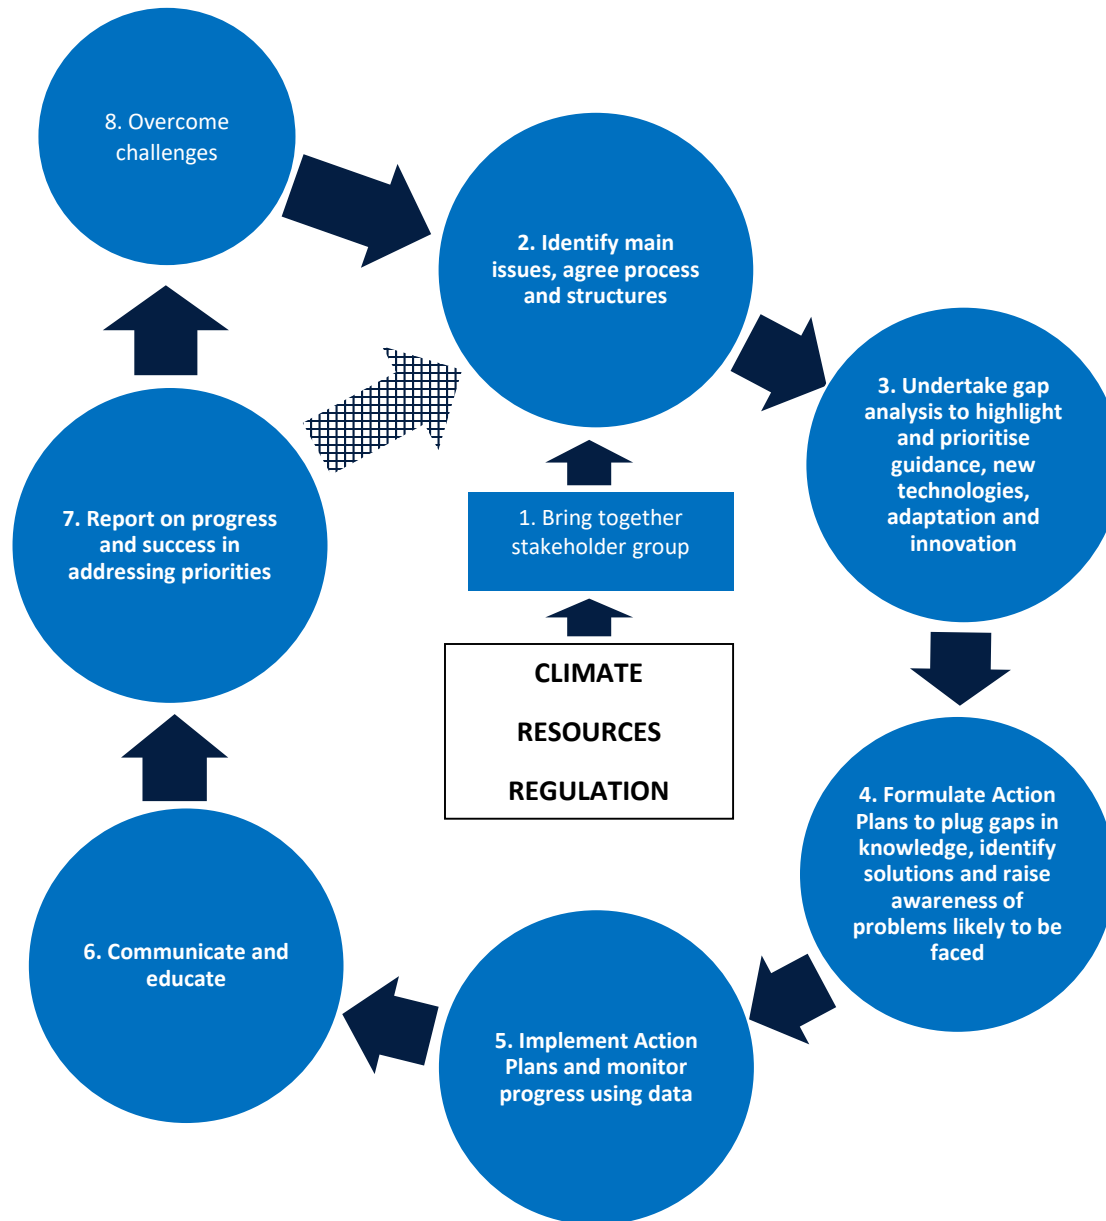 8. Overcome
challenges
2. Identify main
issues, agree process
and structures
3. Undertake gap
analysis to highlight
and prioritise
guidance, new
technologies,
adaptation and
innovation
7. Report on progress
and success in
addressing priorities
1. Bring together
stakeholder group
CLIMATE
RESOURCES
REGULATION
4. Formulate Action
Plans to plug gaps in
knowledge, identify
solutions and raise
awareness of
problems likely to be
faced
6. Communicate and
educate
5. Implement Action
Plans and monitor
progress using data